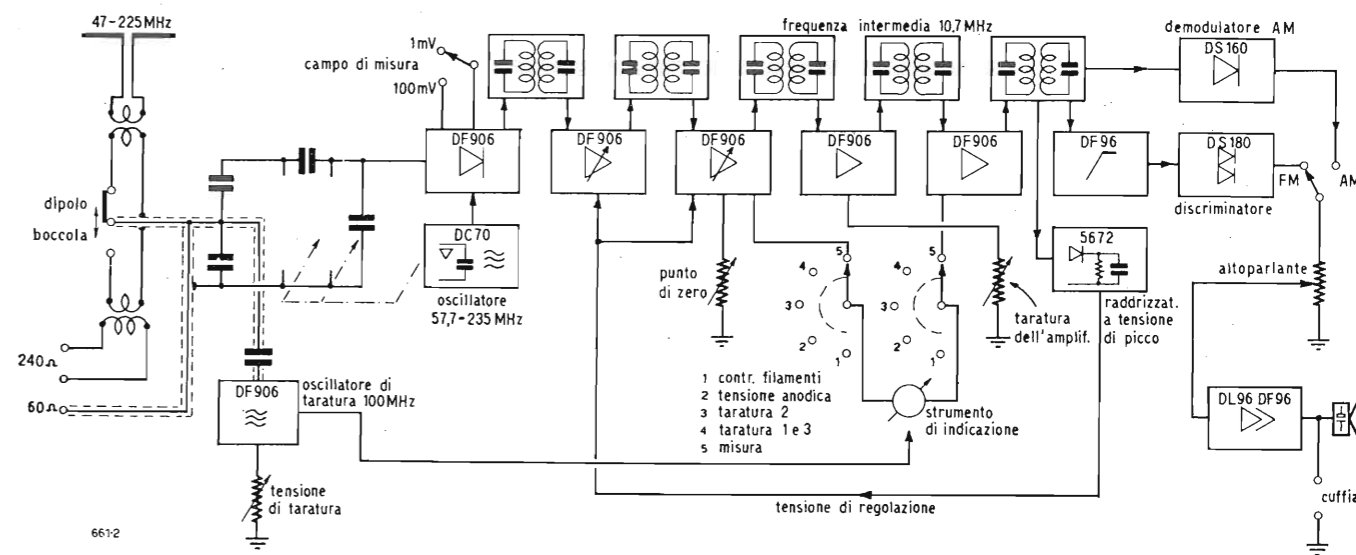 47-225MHz
frequenza intermedia 10,7MHz
demodulatore AM
1mV
campo di misura
100mV
DS160
DF906
DF906
DF906
DF906
DF906
DF96
DS180
FM
AM
discriminatore
dipolo
boccola
DC70
oscillatore
57,7-235MHz
punto
di zero
5
4
3
2
1
5
4
3
2
1
taratura
dell'amplif.
5672
raddrizzat.
a tensione
di picco
altoparlante
240Ω
60Ω
DF906
oscillatore di
taratura 100MHz
1 contr. filamenti
2 tensione anodica
3 taratura 2
4 taratura 1 e 3
5 misura
strumento
di indicazione
DL96 DF96
tensione
di taratura
tensione di regolazione
cuffia
661-2